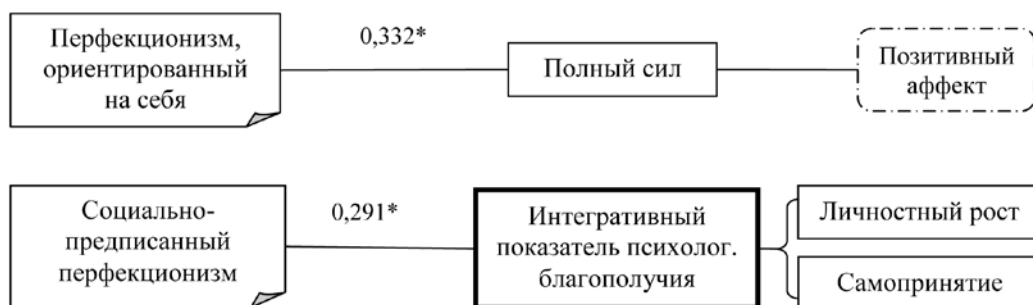 Перфекционизм,
ориентированный
на себя
0,332*
Полный сил
Позитивный
аффект
Социально-
предписанный
перфекционизм
0,291*
Интегративный
показатель психолог.
благополучия
Личностный рост
Самопринятие